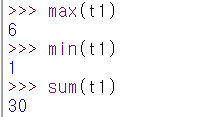 >>> max(t1)
6
>>> min(t1)
1
>>> sum(t1)
30